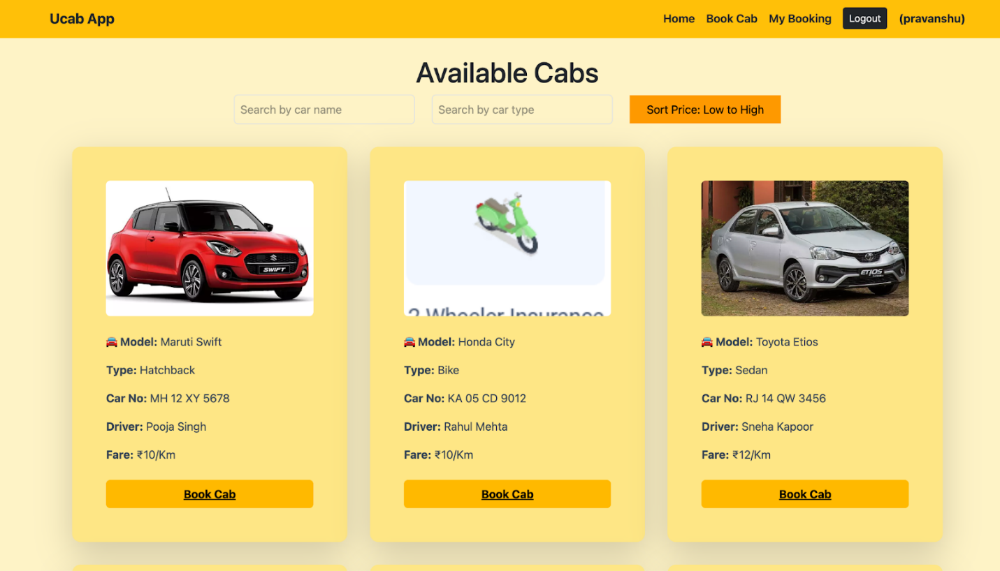 Ucab App
Home Book Cab My Booking Logout (pravanshu)
Available Cabs
Search by car name Search by car type Sort Price: Low to High
SWIFT
2 Wheeler Insurance
ETIOS
Model: Maruti Swift
Type: Hatchback
Car No: MH 12 XY 5678
Driver: Pooja Singh
Fare: ₹10/Km
Book Cab
Model: Honda City
Type: Bike
Car No: KA 05 CD 9012
Driver: Rahul Mehta
Fare: ₹10/Km
Book Cab
Model: Toyota Etios
Type: Sedan
Car No: RJ 14 QW 3456
Driver: Sneha Kapoor
Fare: ₹12/Km
Book Cab